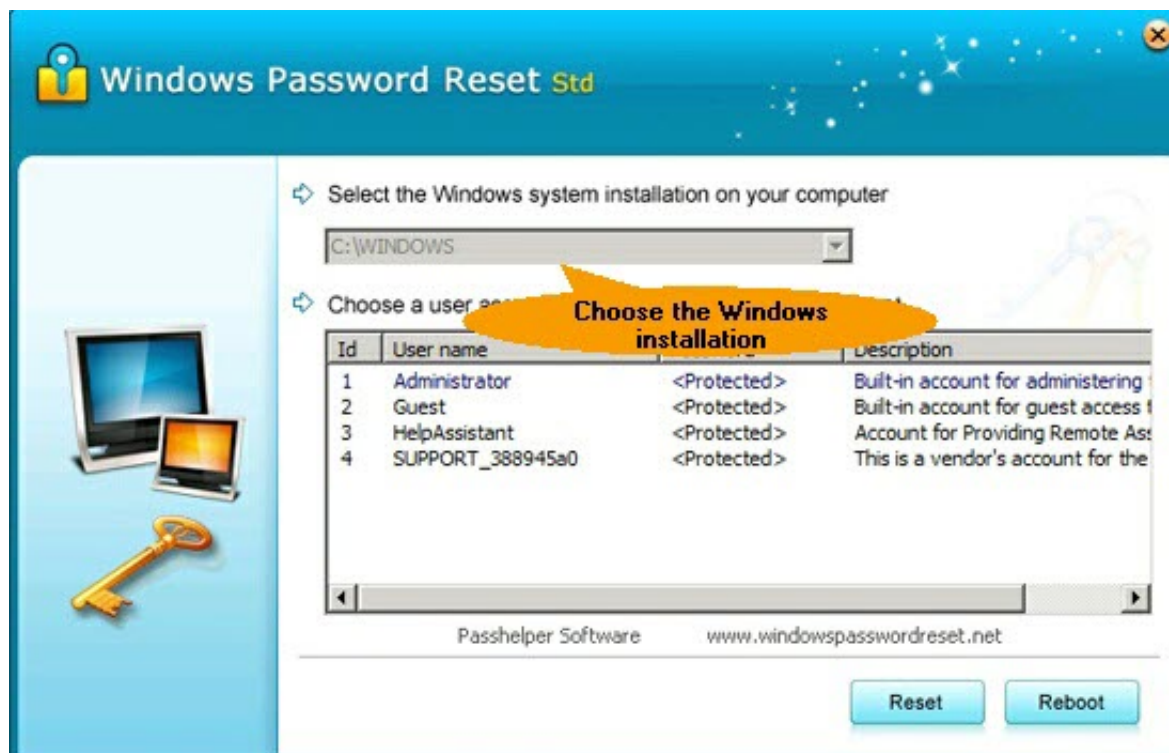 Windows Password Reset Std
Select the Windows system installation on your computer
C:\WINDOWS
Choose a user
Choose the Windows
installation
Id User name Description
1 Administrator <Protected> Built-in account for administering
2 Guest <Protected> Built-in account for guest access
3 HelpAssistant <Protected> Account for Providing Remote
4 SUPPORT_388945a0 <Protected> This is a vendor's account for the
Passhelper Software www.windowspasswordreset.net
Reset Reboot